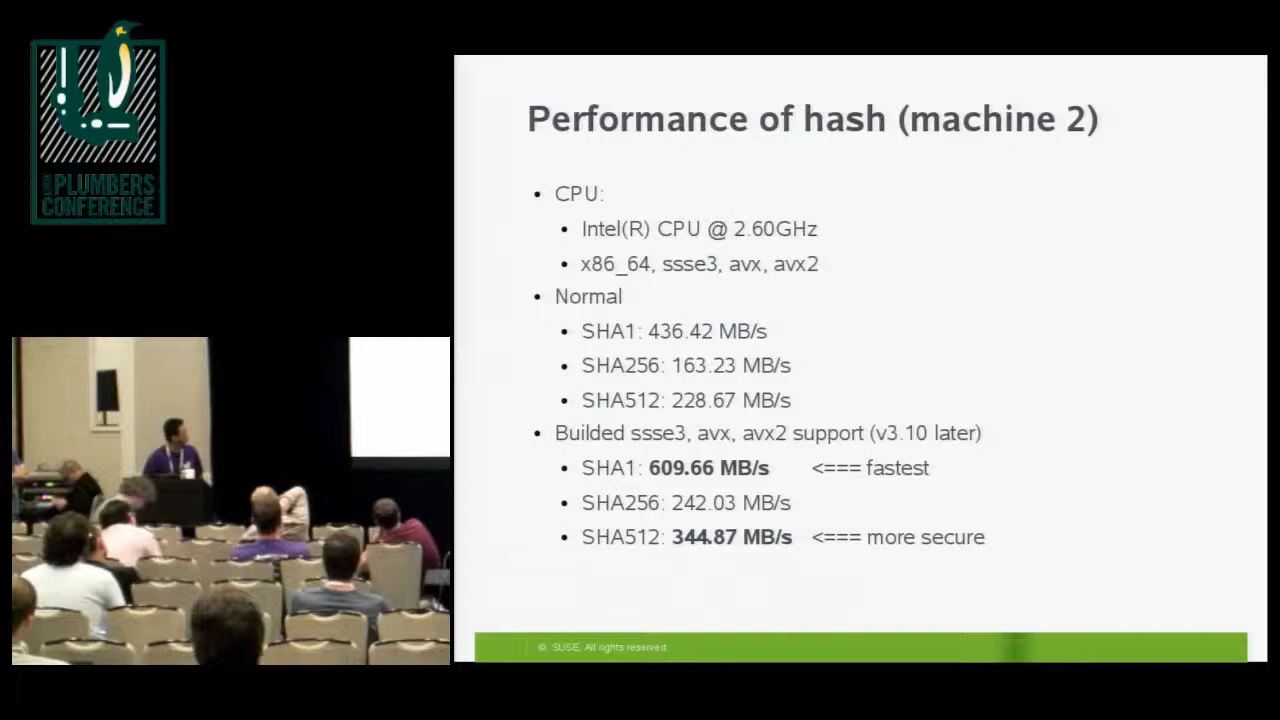 LINUX
PLUMBERS
CONFERENCE
Performance of hash (machine 2)
• CPU:
• Intel(R) CPU @ 2.60GHz
• x86_64, ssse3, avx, avx2
• Normal
• SHA1: 436.42 MB/s
• SHA256: 163.23 MB/s
• SHA512: 228.67 MB/s
• Builded ssse3, avx, avx2 support (v3.10 later)
• SHA1: 609.66 MB/s <=== fastest
• SHA256: 242.03 MB/s
• SHA512: 344.87 MB/s <=== more secure
© SUSE, All rights reserved